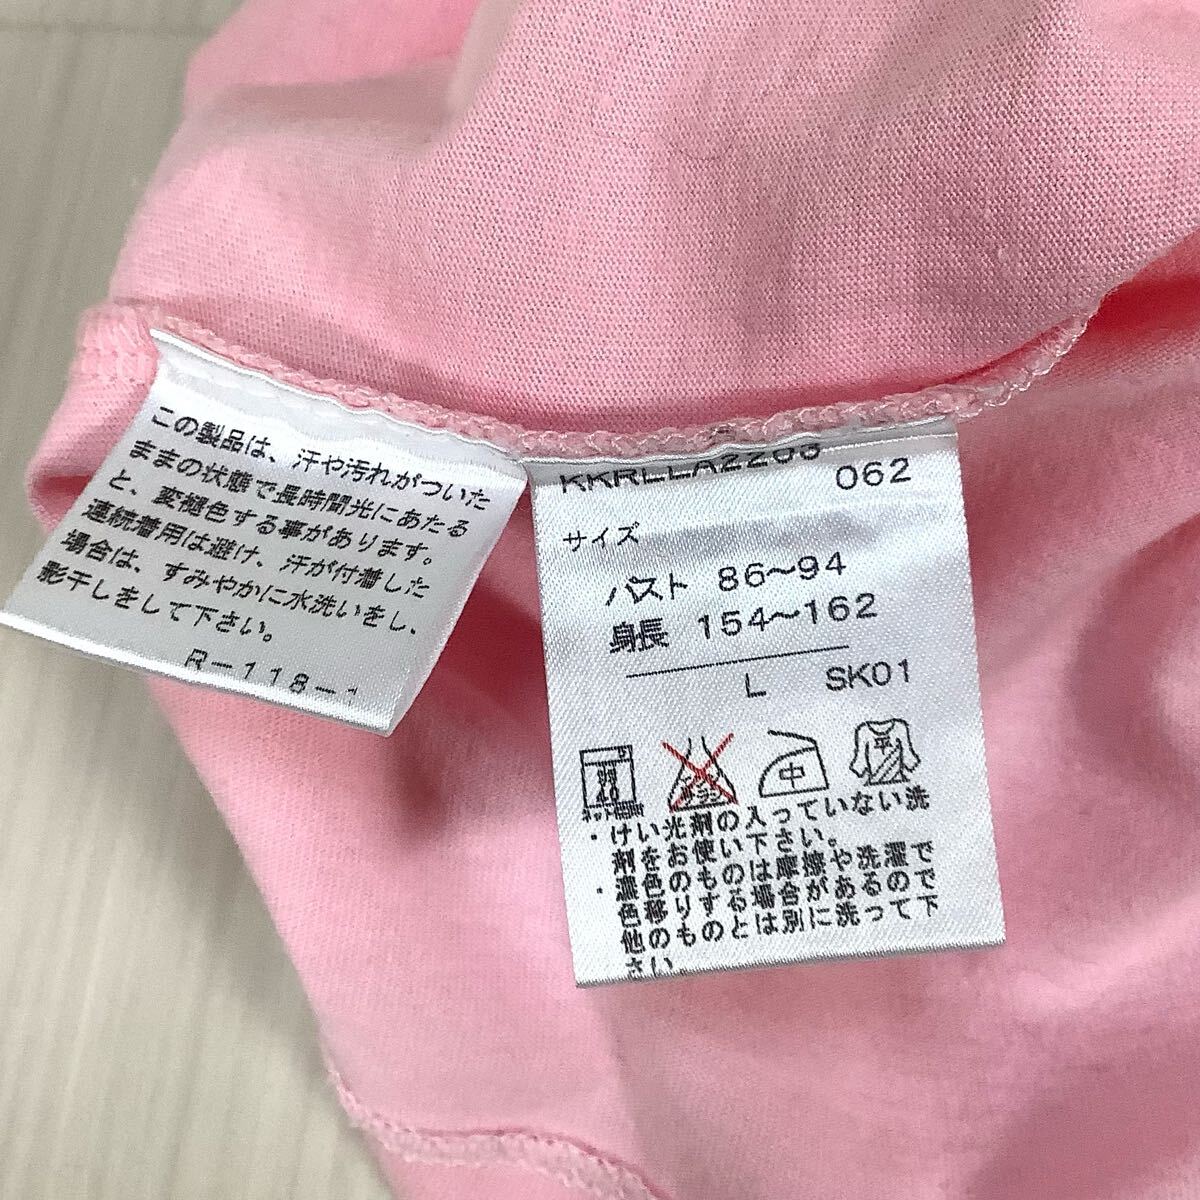 この製品は、汗や汚れがついた
ままの状態で長時間光にあたる
と、変褪色する事があります。
連続着用は避け、汗が付着した
場合は、すみやかに水洗いをし、
影干しをして下さい。
R-118-1
KKRLLA2203
062
サイズ
バスト 86～94
身長 154～162
L SK01
中
平
・けい光剤の入っていない洗
剤をお使い下さい。
・濃色のものは摩擦や洗濯で
色移りする場合があるので
他のものとは別に洗って下
さい。